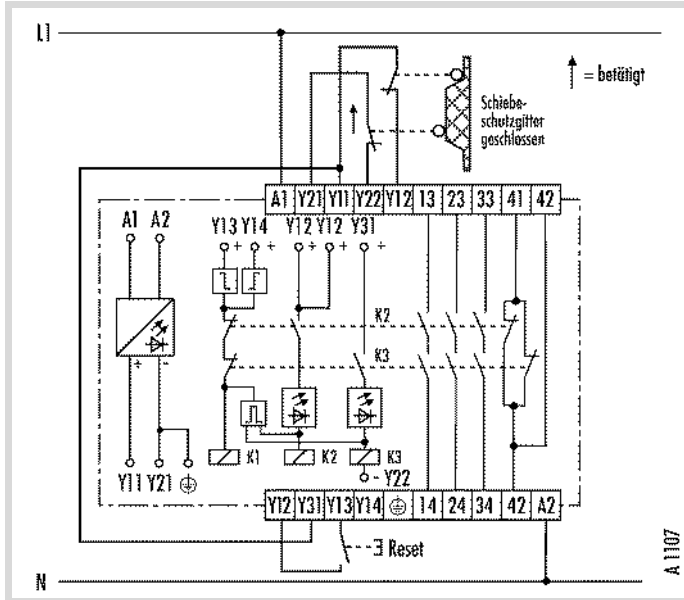 L1
= betätigt
Schiebe-
schutzgitter
geschlossen
A1 Y21 Y11 Y22 Y12 13 23 33 41 42
A1 A2 Y13 Y14 Y12 Y12 Y31
+ + + + +
K2
K3
+ -
K1 K2 K3
Y11 Y21 - Y22
Y12 Y31 Y13 Y14 14 24 34 42 A2
Reset
N
A 1107